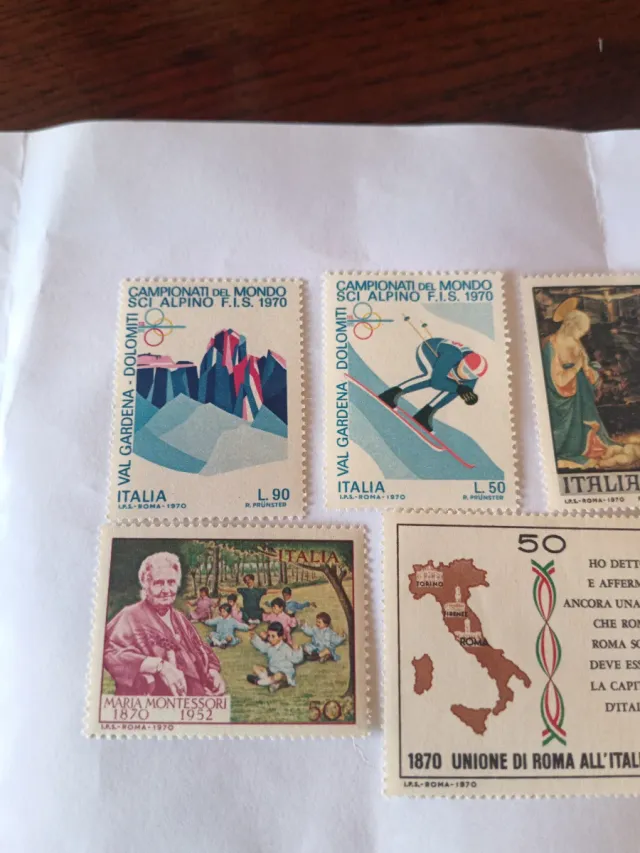 CAMPIONATI DEL MONDO
SCI ALPINO F.I.S. 1970
VAL GARDENA - DOLOMITI
ITALIA
L.90
I.P.S.-ROMA-1970
R. PRÜNSTER
CAMPIONATI DEL MONDO
SCI ALPINO F.I.S. 1970
VAL GARDENA - DOLOMITI
ITALIA
L.50
I.P.S.-ROMA-1970
R. PRÜNSTER
ITALIA
I.P.S.-ROMA-1970
ITALIA
MARIA MONTESSORI
1870 1952
50
I.P.S.-ROMA-1970
50
TORINO
FIRENZE
ROMA
HO DETTO
E AFFERM
ANCORA UNA
CHE ROM
ROMA SO
DEVE ESS
LA CAPIT
D'ITAL
1870 UNIONE DI ROMA ALL'ITALI
I.P.S.-ROMA-1970